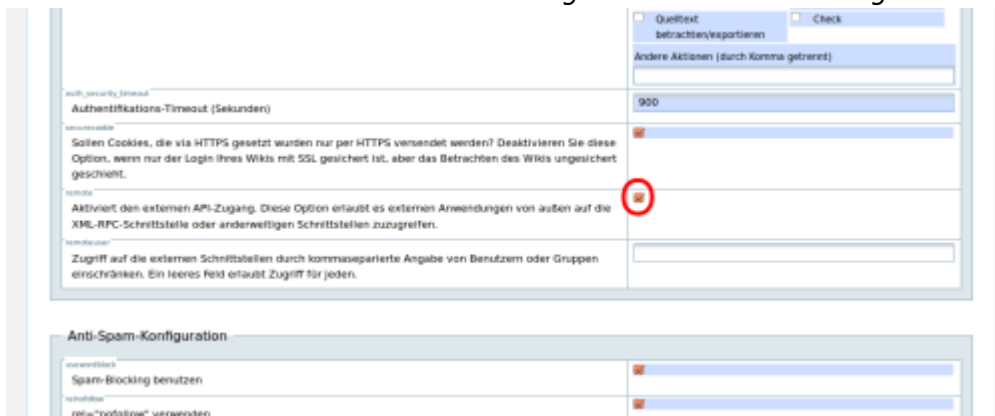 Quelltext
betrachten/exportieren
Check
Andere Aktionen (durch Komma getrennt)
auth_security_timeout
Authentifikations-Timeout (Sekunden)
900
securecookie
Sollen Cookies, die via HTTPS gesetzt wurden nur per HTTPS versendet werden? Deaktivieren Sie diese
Option, wenn nur der Login Ihres Wikis mit SSL gesichert ist, aber das Betrachten des Wikis ungesichert
geschieht.
remote
Aktiviert den externen API-Zugang. Diese Option erlaubt es externen Anwendungen von außen auf die
XML-RPC-Schnittstelle oder anderweitigen Schnittstellen zuzugreifen.
remoteuser
Zugriff auf die externen Schnittstellen durch kommaseparierte Angabe von Benutzern oder Gruppen
einschränken. Ein leeres Feld erlaubt Zugriff für jeden.
Anti-Spam-Konfiguration
usewordblock
Spam-Blocking benutzen
relnofollow
rel="nofollow" verwenden